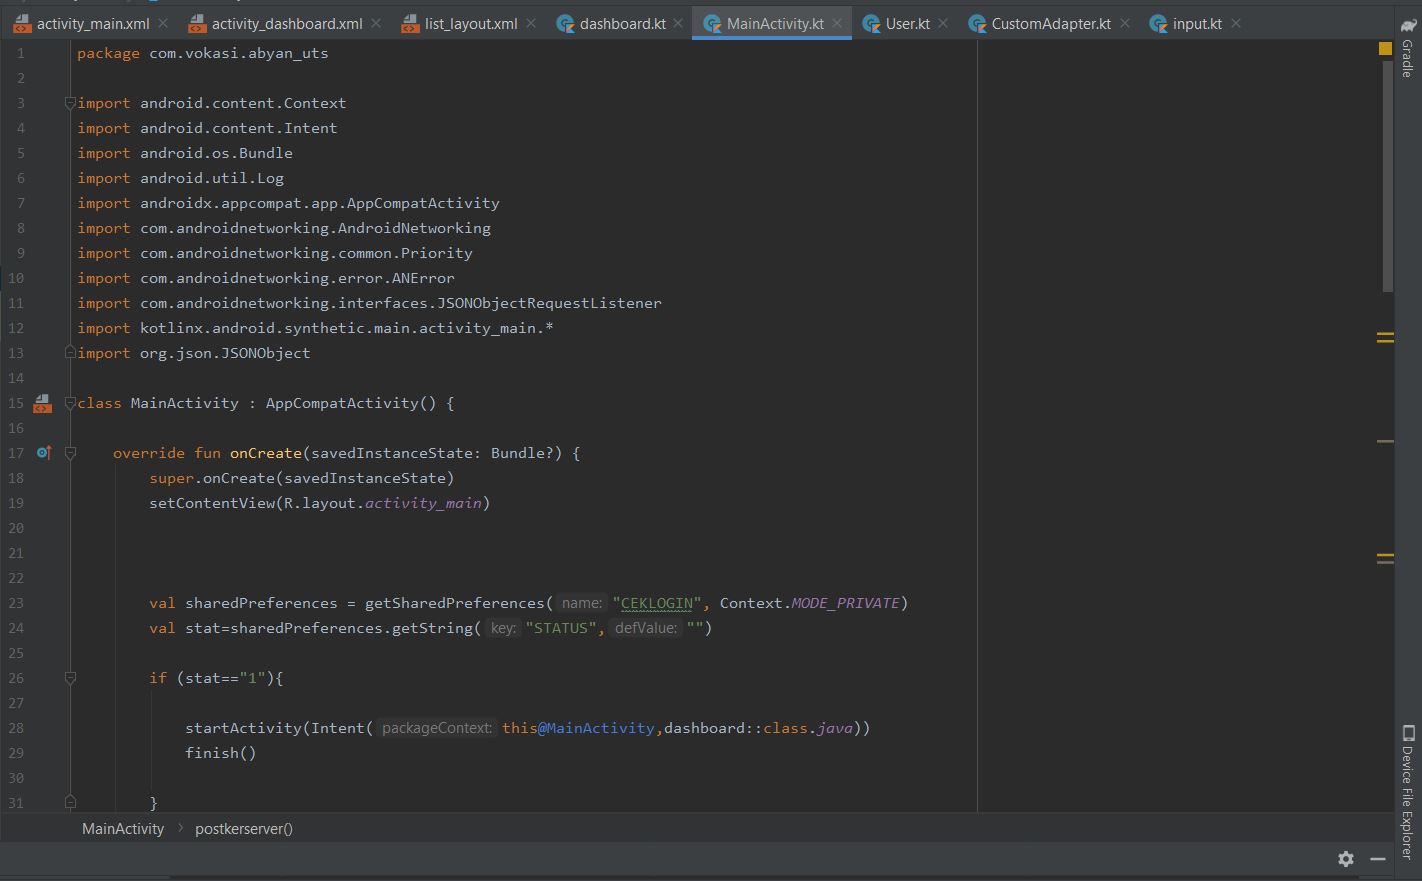 activity_main.xml activity_dashboard.xml list_layout.xml dashboard.kt MainActivity.kt User.kt CustomAdapter.kt input.kt
Gradle
1 package com.vokasi.abyan_uts
2
3 import android.content.Context
4 import android.content.Intent
5 import android.os.Bundle
6 import android.util.Log
7 import androidx.appcompat.app.AppCompatActivity
8 import com.androidnetworking.AndroidNetworking
9 import com.androidnetworking.common.Priority
10 import com.androidnetworking.error.ANError
11 import com.androidnetworking.interfaces.JSONObjectRequestListener
12 import kotlinx.android.synthetic.main.activity_main.*
13 import org.json.JSONObject
14
15 class MainActivity : AppCompatActivity() {
16
17 override fun onCreate(savedInstanceState: Bundle?) {
18 super.onCreate(savedInstanceState)
19 setContentView(R.layout.activity_main)
20
21
22
23 val sharedPreferences = getSharedPreferences( name: "CEKLOGIN", Context.MODE_PRIVATE)
24 val stat=sharedPreferences.getString( key: "STATUS", defValue: "")
25
26 if (stat=="1"){
27
28 startActivity(Intent( packageContext: this@MainActivity,dashboard::class.java))
29 finish()
30
31 }
Device File Explorer
MainActivity postkerserver()